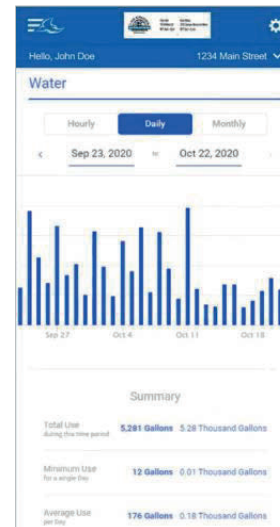 Hello, John Doe 1234 Main Street
Water
Hourly Daily Monthly
Sep 23, 2020 to Oct 22, 2020
Sep 27 Oct 4 Oct 11 Oct 18
Summary
Total Use 5,281 Gallons 5.28 Thousand Gallons
during this time period
Minimum Use 12 Gallons 0.01 Thousand Gallons
for a single Day
Average Use 176 Gallons 0.18 Thousand Gallons
per Day